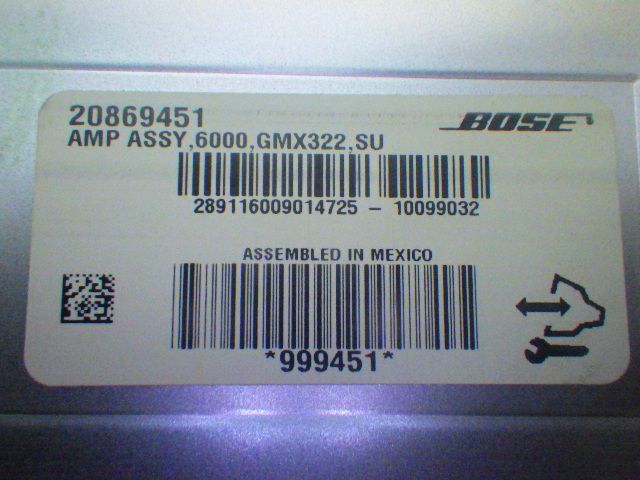 20869451
BOSE
AMP ASSY,6000,GMX322,SU
289116009014725 - 10099032
ASSEMBLED IN MEXICO
*999451*